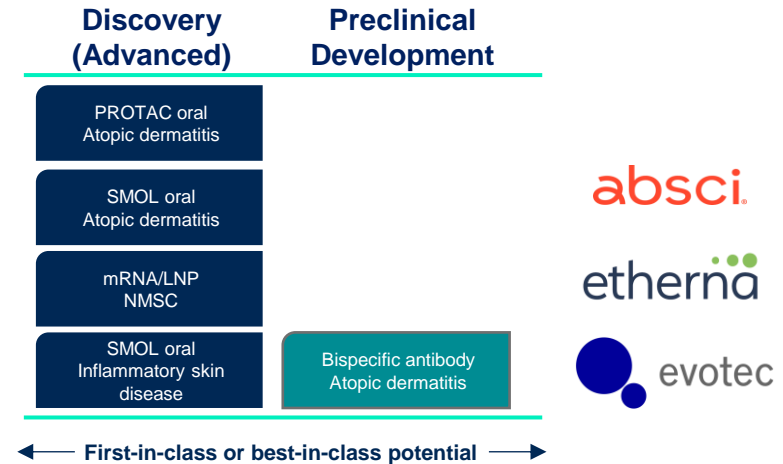 Discovery
(Advanced)
Preclinical
Development
PROTAC oral
Atopic dermatitis
SMOL oral
Atopic dermatitis
mRNA/LNP
NMSC
SMOL oral
Inflammatory skin
disease
Bispecific antibody
Atopic dermatitis
absci®
etherna
evotec
First-in-class or best-in-class potential